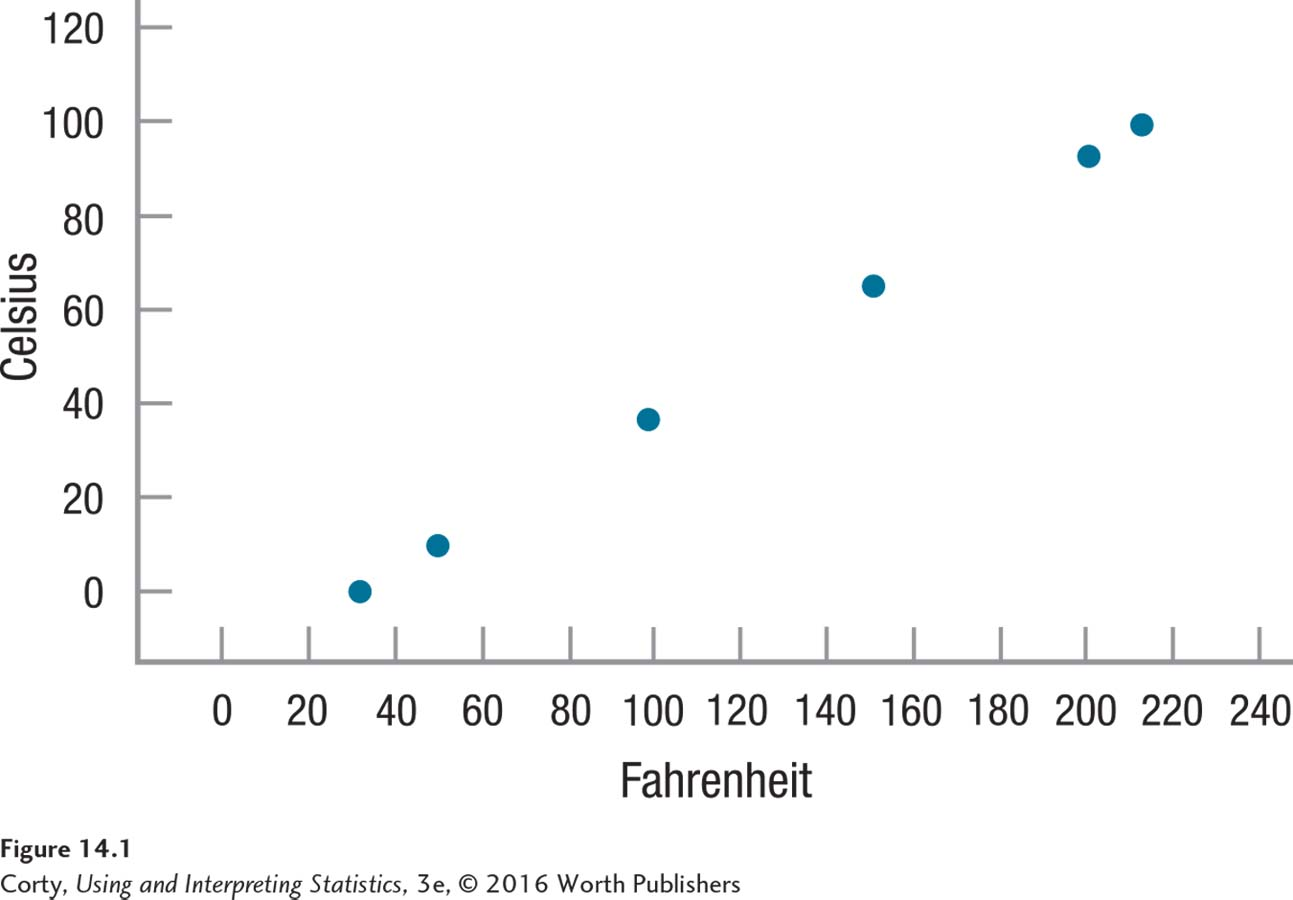 120
100
80
60
40
20
0
Celsius
0 20 40 60 80 100 120 140 160 180 200 220 240
Fahrenheit
Figure 14.1
Corty, Using and Interpreting Statistics, 3e, © 2016 Worth Publishers